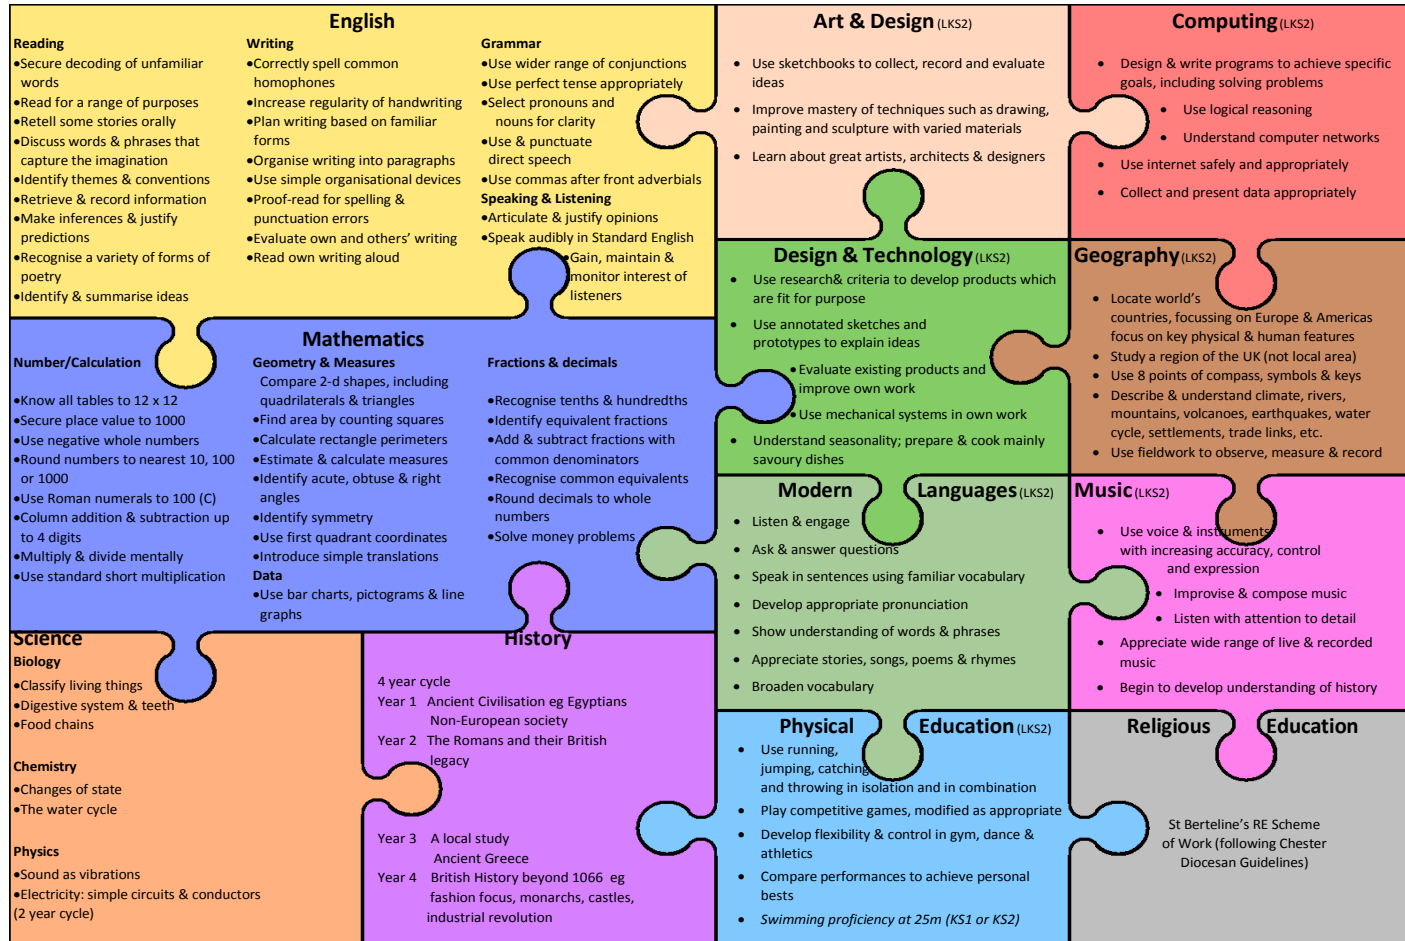 English
Reading
•Secure decoding of unfamiliar
words
•Read for a range of purposes
•Retell some stories orally
•Discuss words & phrases that
capture the imagination
•Identify themes & conventions
•Retrieve & record information
•Make inferences & justify
predictions
•Recognise a variety of forms of
poetry
•Identify & summarise ideas
Writing
•Correctly spell common
homophones
•Increase regularity of handwriting
•Plan writing based on familiar
forms
•Organise writing into paragraphs
•Use simple organisational devices
•Proof-read for spelling &
punctuation errors
•Evaluate own and others’ writing
•Read own writing aloud
Grammar
•Use wider range of conjunctions
•Use perfect tense appropriately
•Select pronouns and
nouns for clarity
•Use & punctuate
direct speech
•Use commas after front adverbials
Speaking & Listening
•Articulate & justify opinions
•Speak audibly in Standard English
•Gain, maintain &
monitor interest of
listeners
Art & Design (LKS2)
• Use sketchbooks to collect, record and evaluate
ideas
• Improve mastery of techniques such as drawing,
painting and sculpture with varied materials
• Learn about great artists, architects & designers
Computing (LKS2)
• Design & write programs to achieve specific
goals, including solving problems
• Use logical reasoning
• Understand computer networks
• Use internet safely and appropriately
• Collect and present data appropriately
Mathematics
Number/Calculation
•Know all tables to 12 x 12
•Secure place value to 1000
•Use negative whole numbers
•Round numbers to nearest 10, 100
or 1000
•Use Roman numerals to 100 (C)
•Column addition & subtraction up
to 4 digits
•Multiply & divide mentally
•Use standard short multiplication
Geometry & Measures
Compare 2-d shapes, including
quadrilaterals & triangles
•Find area by counting squares
•Calculate rectangle perimeters
•Estimate & calculate measures
•Identify acute, obtuse & right
angles
•Identify symmetry
•Use first quadrant coordinates
•Introduce simple translations
Data
•Use bar charts, pictograms & line
graphs
Fractions & decimals
•Recognise tenths & hundredths
•Identify equivalent fractions
•Add & subtract fractions with
common denominators
•Recognise common equivalents
•Round decimals to whole
numbers
•Solve money problems
Design & Technology (LKS2)
• Use research& criteria to develop products which
are fit for purpose
• Use annotated sketches and
prototypes to explain ideas
•Evaluate existing products and
improve own work
•Use mechanical systems in own work
• Understand seasonality; prepare & cook mainly
savoury dishes
Geography (LKS2)
• Locate world’s
countries, focussing on Europe & Americas
focus on key physical & human features
• Study a region of the UK (not local area)
• Use 8 points of compass, symbols & keys
• Describe & understand climate, rivers,
mountains, volcanoes, earthquakes, water
cycle, settlements, trade links, etc.
• Use fieldwork to observe, measure & record
Modern Languages (LKS2)
• Listen & engage
• Ask & answer questions
• Speak in sentences using familiar vocabulary
• Develop appropriate pronunciation
• Show understanding of words & phrases
• Appreciate stories, songs, poems & rhymes
• Broaden vocabulary
Music (LKS2)
• Use voice & instruments
with increasing accuracy, control
and expression
• Improvise & compose music
• Listen with attention to detail
• Appreciate wide range of live & recorded
music
• Begin to develop understanding of history
Science
Biology
•Classify living things
•Digestive system & teeth
•Food chains
Chemistry
•Changes of state
•The water cycle
Physics
•Sound as vibrations
•Electricity: simple circuits & conductors
(2 year cycle)
History
4 year cycle
Year 1 Ancient Civilisation eg Egyptians
Non-European society
Year 2 The Romans and their British
legacy
Year 3 A local study
Ancient Greece
Year 4 British History beyond 1066 eg
fashion focus, monarchs, castles,
industrial revolution
Physical Education (LKS2)
• Use running,
jumping, catching
and throwing in isolation and in combination
• Play competitive games, modified as appropriate
• Develop flexibility & control in gym, dance &
athletics
• Compare performances to achieve personal
bests
• Swimming proficiency at 25m (KS1 or KS2)
Religious Education
St Berteline’s RE Scheme
of Work (following Chester
Diocesan Guidelines)